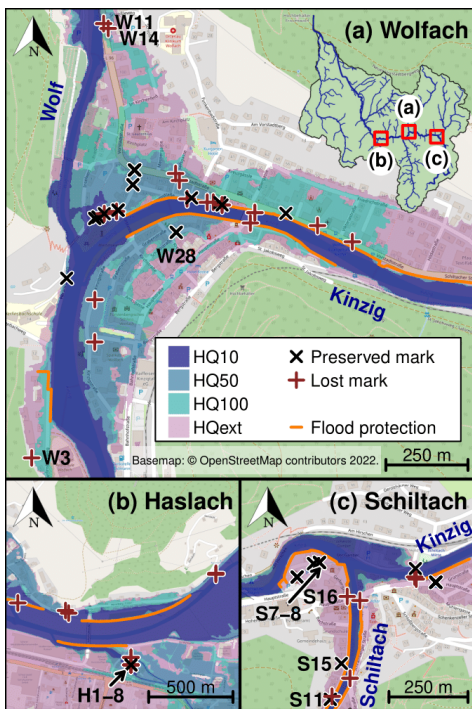 W11
W14
(a) Wolfach
N
Wolf
(a)
(b)
(c)
W28
Kinzig
HQ10
HQ50
HQ100
HQext
Preserved mark
Lost mark
Flood protection
W3
Basemap: © OpenStreetMap contributors 2022.
250 m
N
(b) Haslach
H1-8
500 m
N
(c) Schiltach
Kinzig
S7-8
S16
S15
Schiltach
S11
250 m